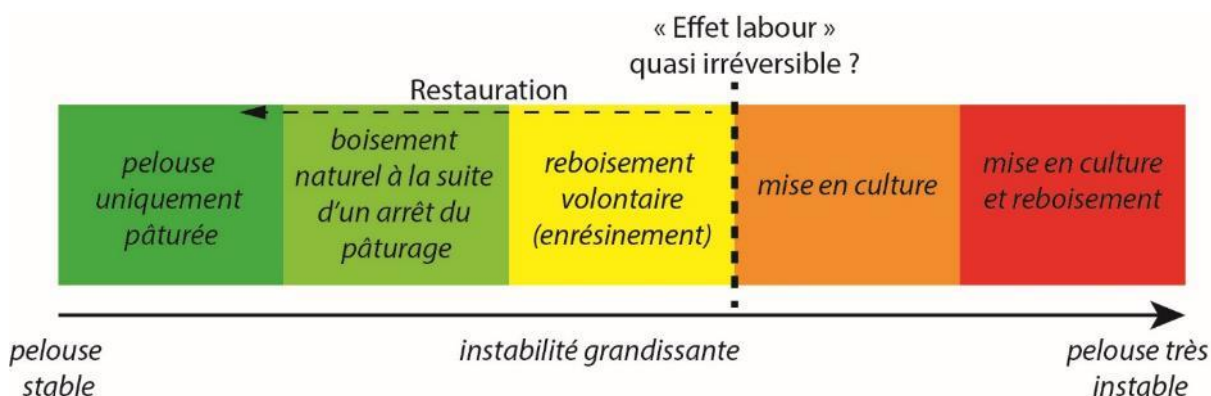 « Effet labour »
quasi irréversible ?
Restauration
pelouse
uniquement
pâturée
boisement
naturel à la suite
d'un arrêt du
pâturage
reboisement
volontaire
(enrésinement)
mise en culture
mise en culture
et reboisement
pelouse
stable
instabilité grandissante
pelouse très
instable